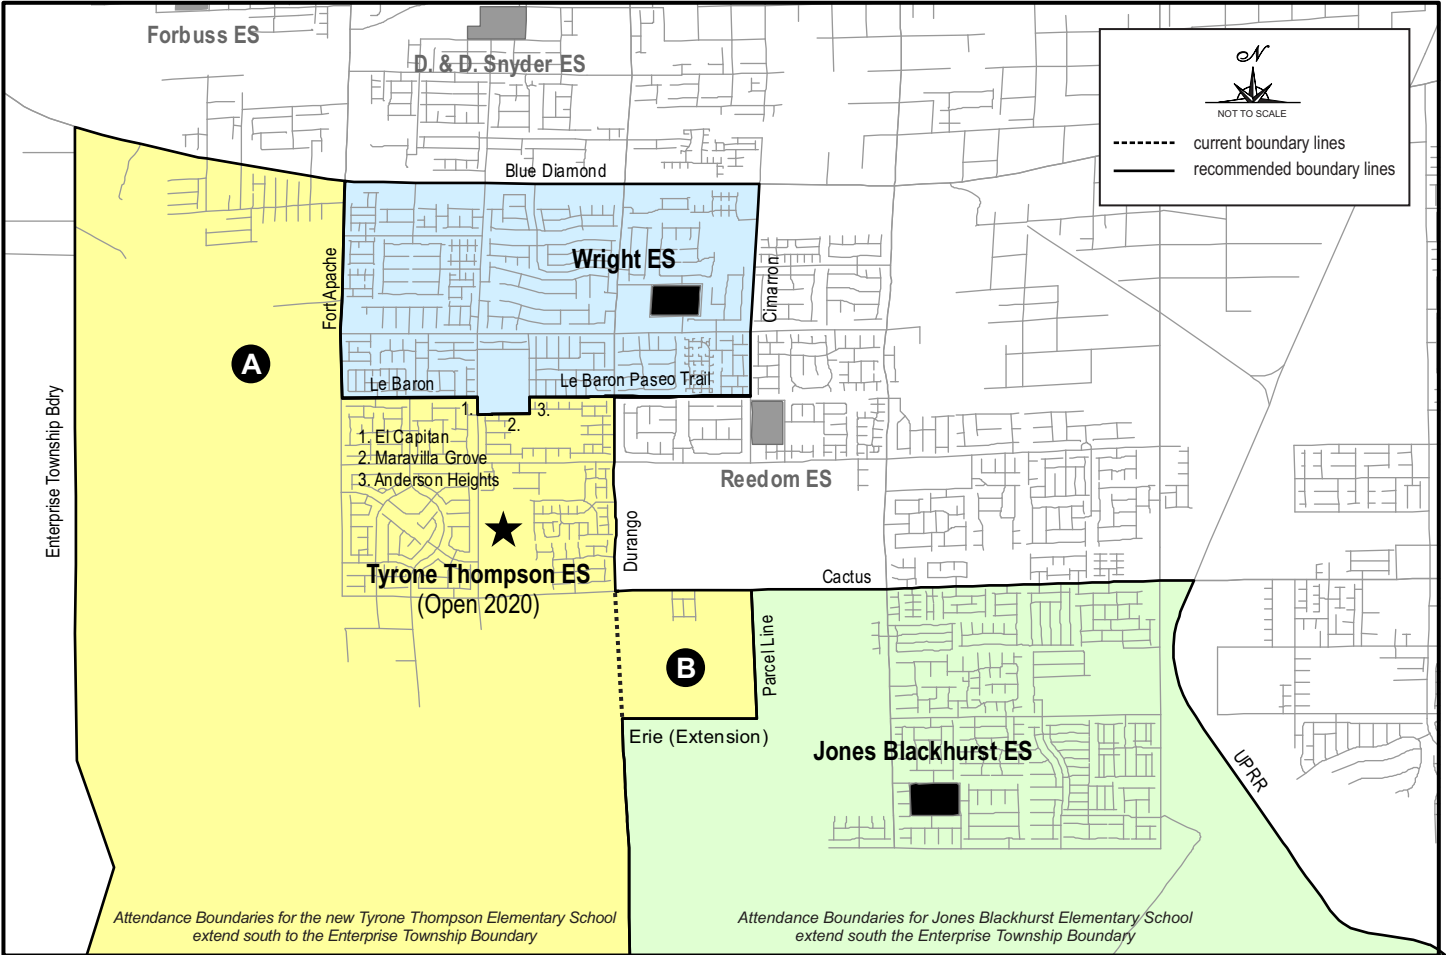 Forbuss ES
D. & D. Snyder ES
N
NOT TO SCALE
current boundary lines
recommended boundary lines
Blue Diamond
Wright ES
Fort Apache
Cimarron
A
Le Baron
Le Baron Paseo Trail
1.
2.
3.
1. El Capitan
2. Maravilla Grove
3. Anderson Heights
Enterprise Township Bdry
Reedom ES
Durango
Tyrone Thompson ES
(Open 2020)
Cactus
B
Parcel Line
Erie (Extension)
Jones Blackhurst ES
UPRR
Attendance Boundaries for the new Tyrone Thompson Elementary School
extend south to the Enterprise Township Boundary
Attendance Boundaries for Jones Blackhurst Elementary School
extend south the Enterprise Township Boundary